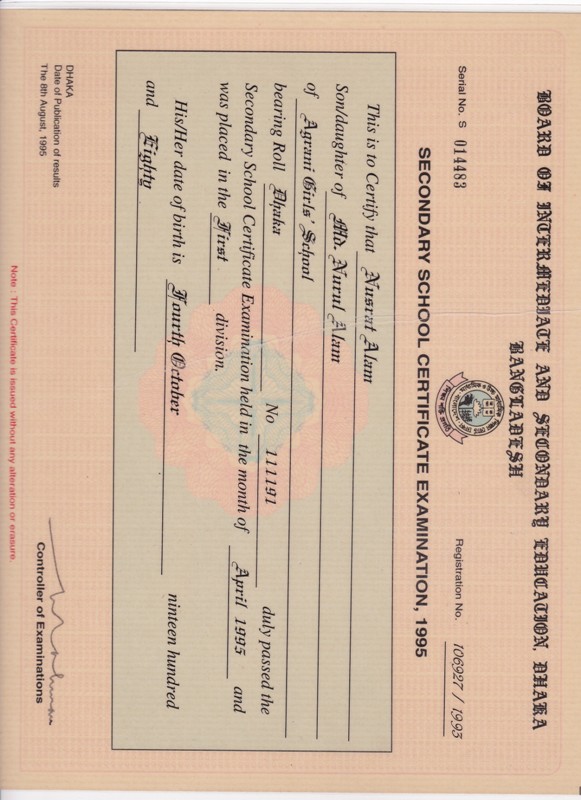 BOARD OF INTERMEDIATE AND SECONDARY EDUCATION, DHAKA
BANGLADESH
Serial No. S 014483
Registration No. 106927 / 1993
SECONDARY SCHOOL CERTIFICATE EXAMINATION, 1995
This is to Certify that Nusrat Alam
Son/daughter of Md. Nurul Alam
of Agrani Girls' School
bearing Roll Dhaka No 111191 duly passed the
Secondary School Certificate Examination held in the month of April 1995 and
was placed in the First division.
His/Her date of birth is Fourth October ninteen hundred
and Eighty
DHAKA
Date of Publication of results
The 8th August, 1995
Controller of Examinations
Note : This Certificate is issued without any alteration or erasure.